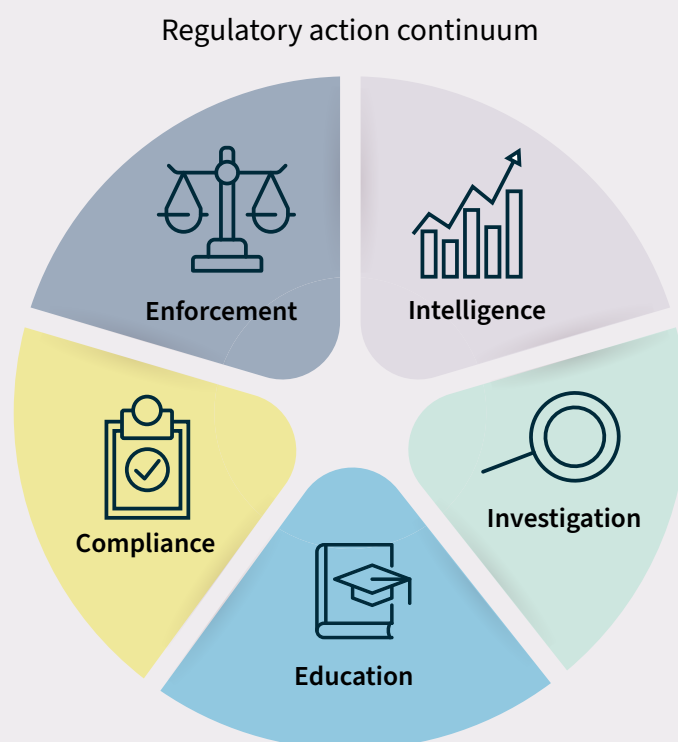 Regulatory action continuum
Enforcement
Intelligence
Compliance
Investigation
Education